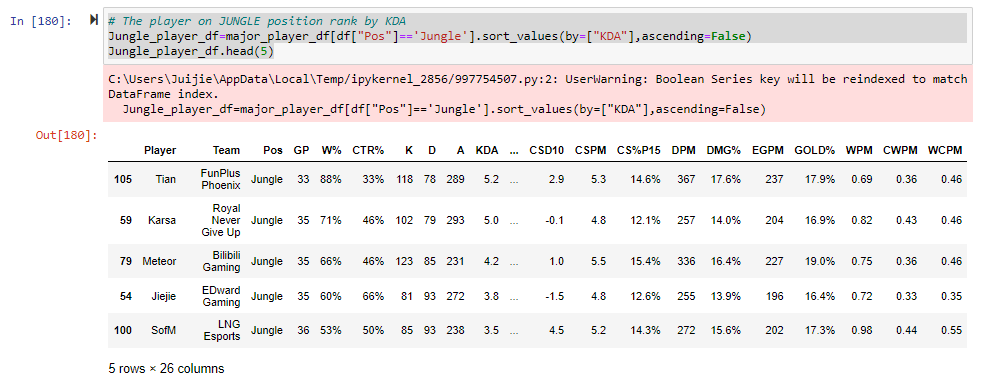 In [180]:
# The player on JUNGLE position rank by KDA
Jungle_player_df=major_player_df[df["Pos"]=='Jungle'].sort_values(by=["KDA"],ascending=False)
Jungle_player_df.head(5)
C:\Users\Juijie\AppData\Local\Temp/ipykernel_2856/997754507.py:2: UserWarning: Boolean Series key will be reindexed to match
DataFrame index.
Jungle_player_df=major_player_df[df["Pos"]=='Jungle'].sort_values(by=["KDA"],ascending=False)
Out[180]:
Player Team Pos GP W% CTR% K D A KDA ... CSD10 CSPM CS%P15 DPM DMG% EGPM GOLD% WPM CWPM WCPM
105 Tian FunPlus Phoenix Jungle 33 88% 33% 118 78 289 5.2 ... 2.9 5.3 14.6% 367 17.6% 237 17.9% 0.69 0.36 0.46
59 Karsa Royal Never Give Up Jungle 35 71% 46% 102 79 293 5.0 ... -0.1 4.8 12.1% 257 14.0% 204 16.9% 0.82 0.43 0.46
79 Meteor Bilibili Gaming Jungle 35 66% 46% 123 85 231 4.2 ... 1.0 5.5 15.4% 336 16.4% 227 19.0% 0.75 0.36 0.46
54 Jiejie EDward Gaming Jungle 35 60% 66% 81 93 272 3.8 ... -1.5 4.8 12.6% 255 13.9% 196 16.4% 0.72 0.33 0.35
100 SofM LNG Esports Jungle 36 53% 50% 85 93 238 3.5 ... 4.5 5.2 14.3% 272 15.6% 202 17.3% 0.98 0.44 0.55
5 rows × 26 columns